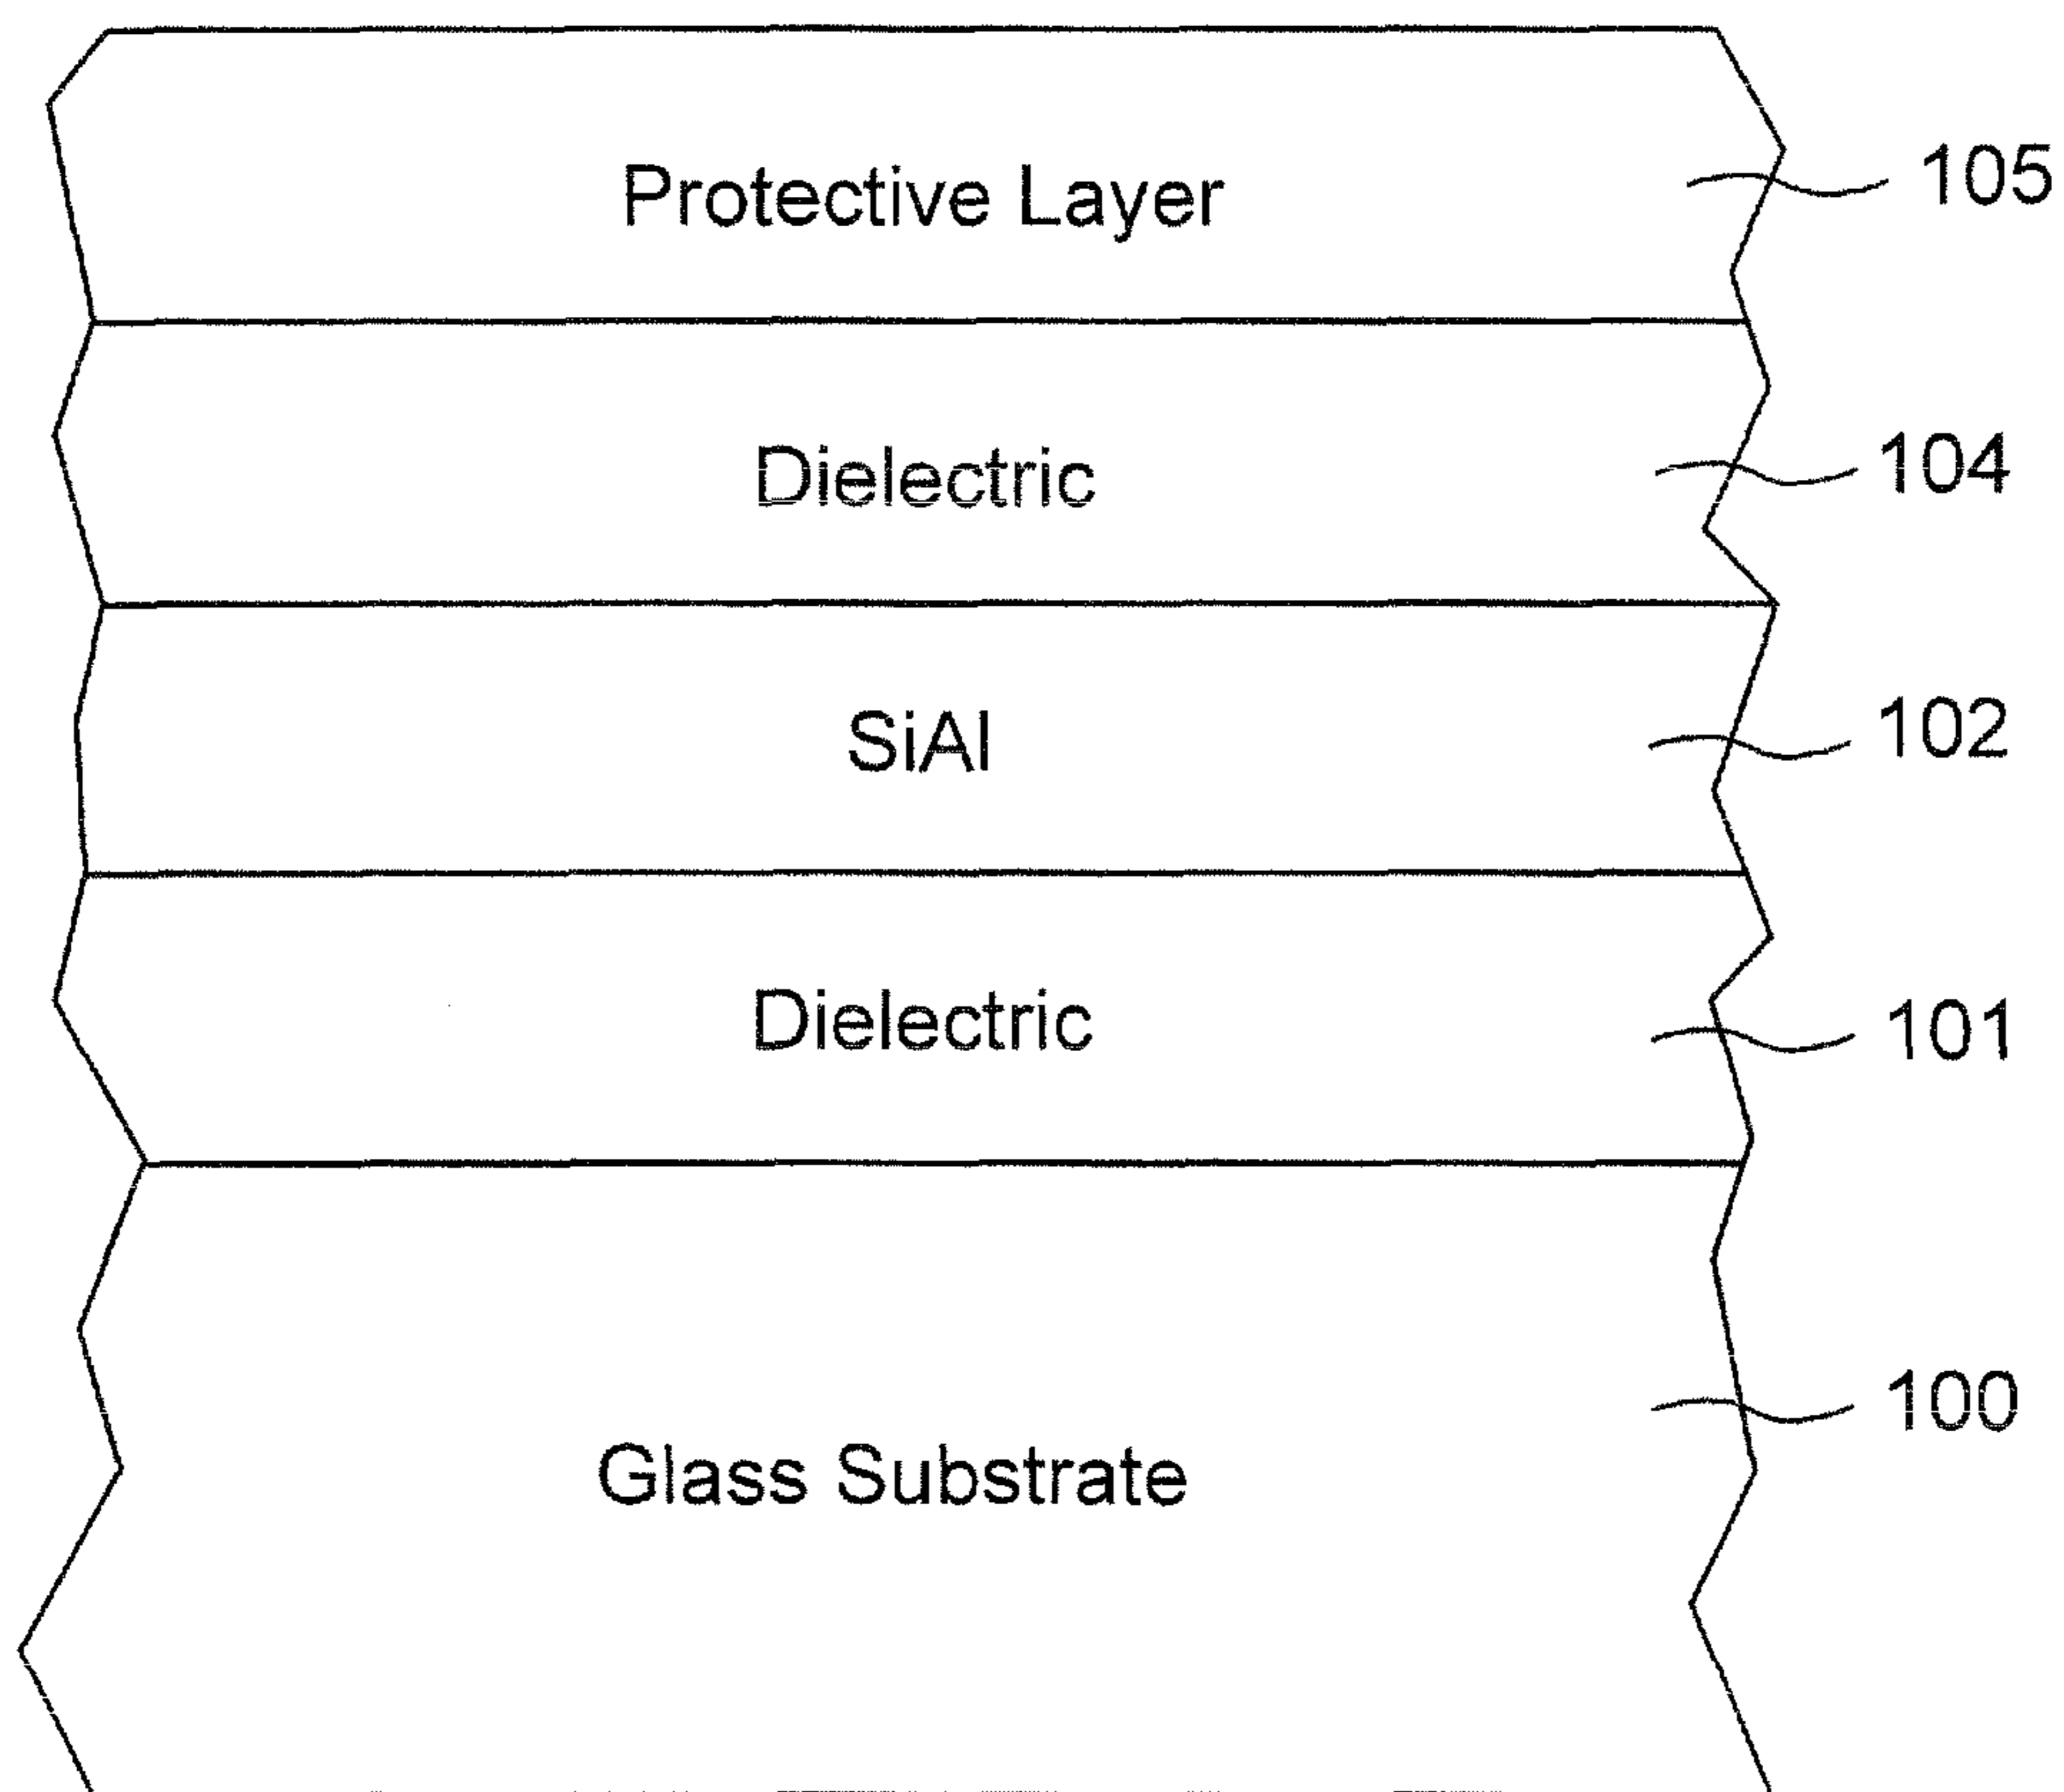 Protective Layer 105
Dielectric 104
SiAl 102
Dielectric 101
100
Glass Substrate